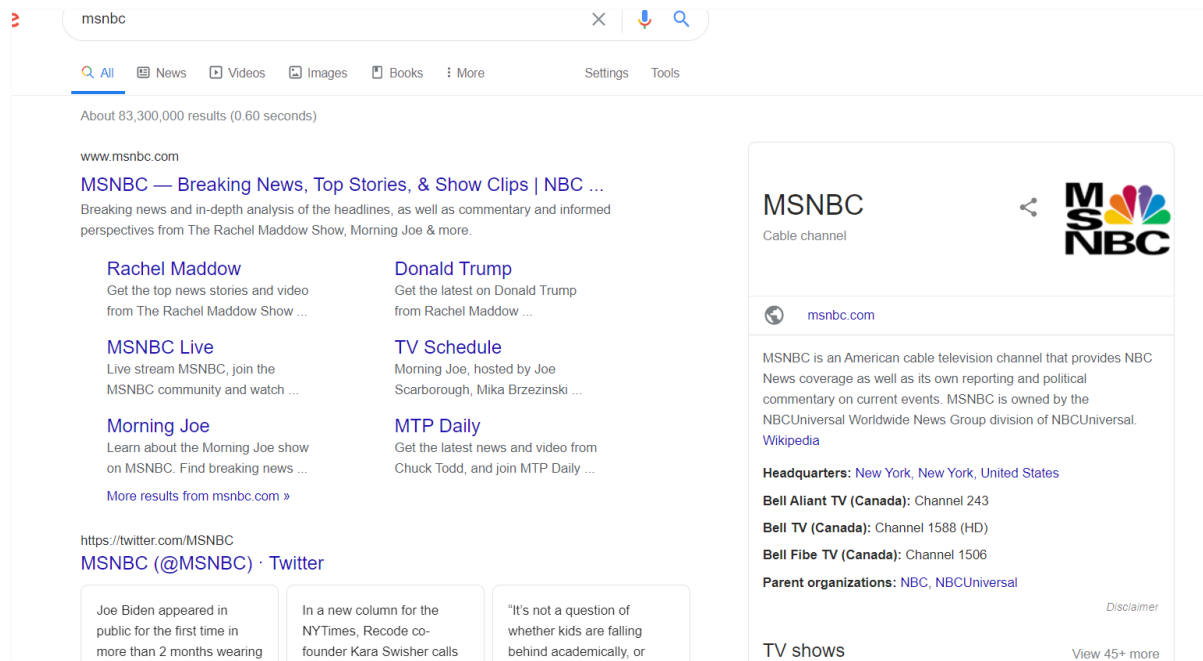 msnbc
All
News
Videos
Images
Books
More
Settings
Tools
About 83,300,000 results (0.60 seconds)
www.msnbc.com
MSNBC — Breaking News, Top Stories, & Show Clips | NBC ...
Breaking news and in-depth analysis of the headlines, as well as commentary and informed
perspectives from The Rachel Maddow Show, Morning Joe & more.
Rachel Maddow
Get the top news stories and video
from The Rachel Maddow Show ...
Donald Trump
Get the latest on Donald Trump
from Rachel Maddow ...
MSNBC Live
Live stream MSNBC, join the
MSNBC community and watch ...
TV Schedule
Morning Joe, hosted by Joe
Scarborough, Mika Brzezinski ...
Morning Joe
Learn about the Morning Joe show
on MSNBC. Find breaking news ...
MTP Daily
Get the latest news and video from
Chuck Todd, and join MTP Daily ...
More results from msnbc.com »
https://twitter.com/MSNBC
MSNBC (@MSNBC) · Twitter
Joe Biden appeared in
public for the first time in
more than 2 months wearing
In a new column for the
NYTimes, Recode co-
founder Kara Swisher calls
“It’s not a question of
whether kids are falling
behind academically, or
MSNBC
Cable channel
M
S
NBC
msnbc.com
MSNBC is an American cable television channel that provides NBC
News coverage as well as its own reporting and political
commentary on current events. MSNBC is owned by the
NBCUniversal Worldwide News Group division of NBCUniversal.
Wikipedia
Headquarters: New York, New York, United States
Bell Aliant TV (Canada): Channel 243
Bell TV (Canada): Channel 1588 (HD)
Bell Fibe TV (Canada): Channel 1506
Parent organizations: NBC, NBCUniversal
Disclaimer
TV shows
View 45+ more